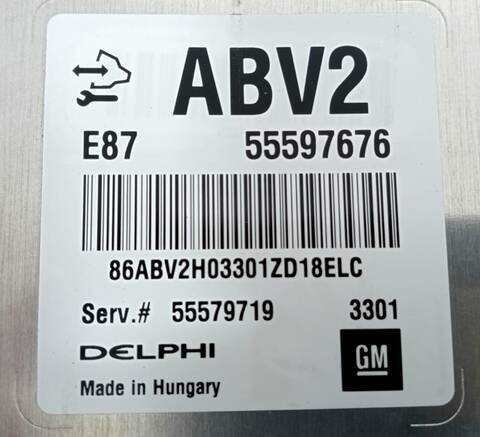 ABV2
E87 55597676
86ABV2H03301ZD18ELC
Serv.# 55579719 3301
DELPHI
GM
Made in Hungary